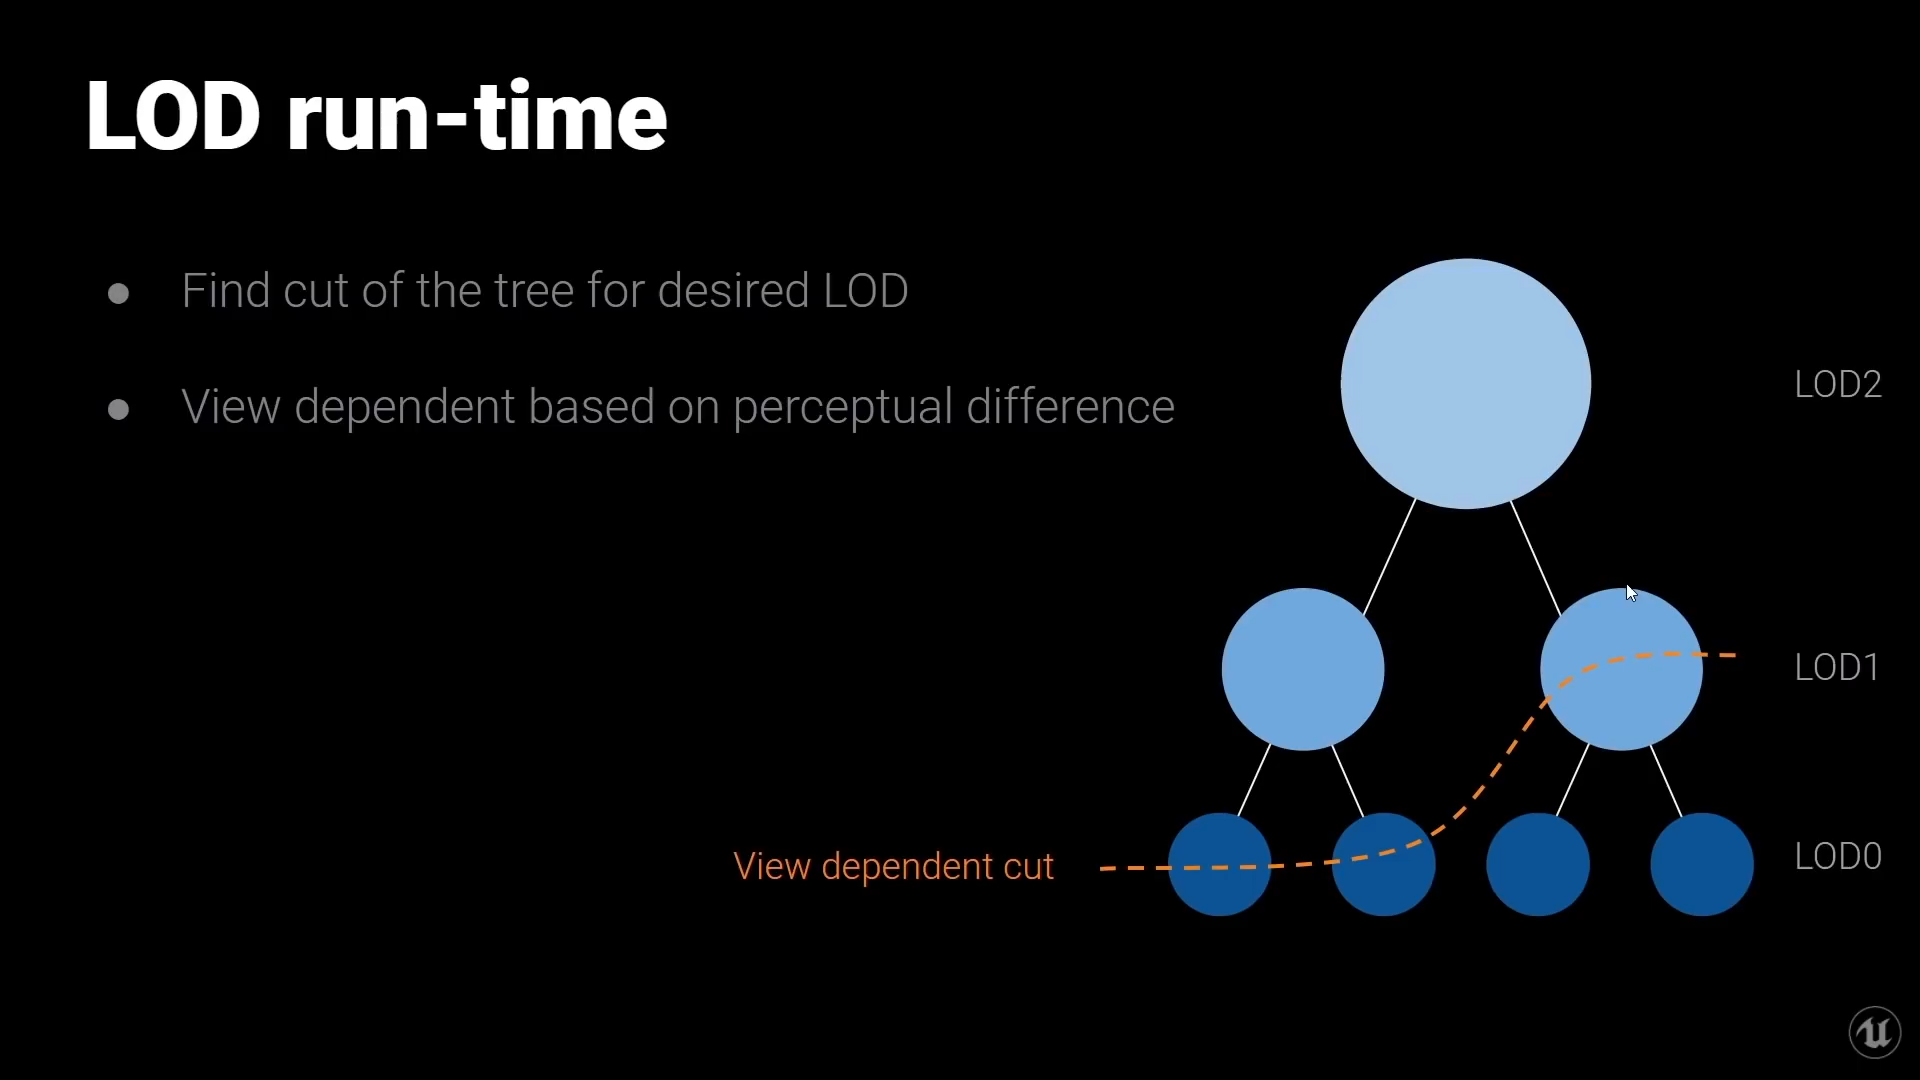 LOD run-time
● Find cut of the tree for desired LOD
● View dependent based on perceptual difference
LOD2
LOD1
View dependent cut
LOD0